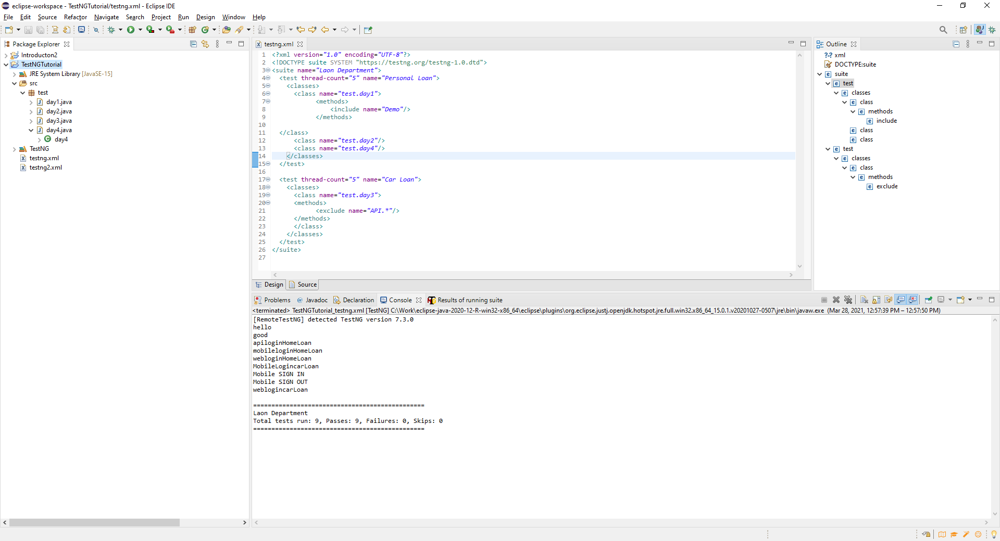 eclipse-workspace - TestNGTutorial/testng.xml - Eclipse IDE
File Edit Source Refactor Navigate Search Project Run Design Window Help
Package Explorer
Introducton2
TestNGTutorial
JRE System Library [JavaSE-15]
src
test
day1.java
day2.java
day3.java
day4.java
day4
TestNG
testng.xml
testng2.xml
testng.xml
1 <?xml version="1.0" encoding="UTF-8"?>
2 <!DOCTYPE suite SYSTEM "https://testng.org/testng-1.0.dtd">
3 <suite name="Laon Department">
4 <test thread-count="5" name="Personal Loan">
5 <classes>
6 <class name="test.day1">
7 <methods>
8 <include name="Demo"/>
9 </methods>
10
11 </class>
12 <class name="test.day2"/>
13 <class name="test.day4"/>
14 </classes>
15 </test>
16
17 <test thread-count="5" name="Car Loan">
18 <classes>
19 <class name="test.day3">
20 <methods>
21 <exclude name="API.*"/>
22 </methods>
23 </class>
24 </classes>
25 </test>
26 </suite>
27
Design Source
Outline
?? xml
DOCTYPE:suite
e suite
e test
e classes
e class
e methods
e include
e class
e class
e test
e classes
e class
e methods
e exclude
Problems @ Javadoc Declaration Console Results of running suite
<terminated> TestNGTutorial_testng.xml [TestNG] C:\Work\eclipse-java-2020-12-R-win32-x86_64\eclipse\plugins\org.eclipse.justj.openjdk.hotspot.jre.full.win32.x86_64_15.0.1.v20201027-0507\jre\bin\javaw.exe (Mar 28, 2021, 12:57:39 PM – 12:57:50 PM)
[RemoteTestNG] detected TestNG version 7.3.0
hello
good
apiloginHomeLoan
mobileloginHomeLoan
webloginHomeLoan
MobileLogincarLoan
Mobile SIGN IN
Mobile SIGN OUT
weblogincarLoan
===============================================
Laon Department
Total tests run: 9, Passes: 9, Failures: 0, Skips: 0
===============================================